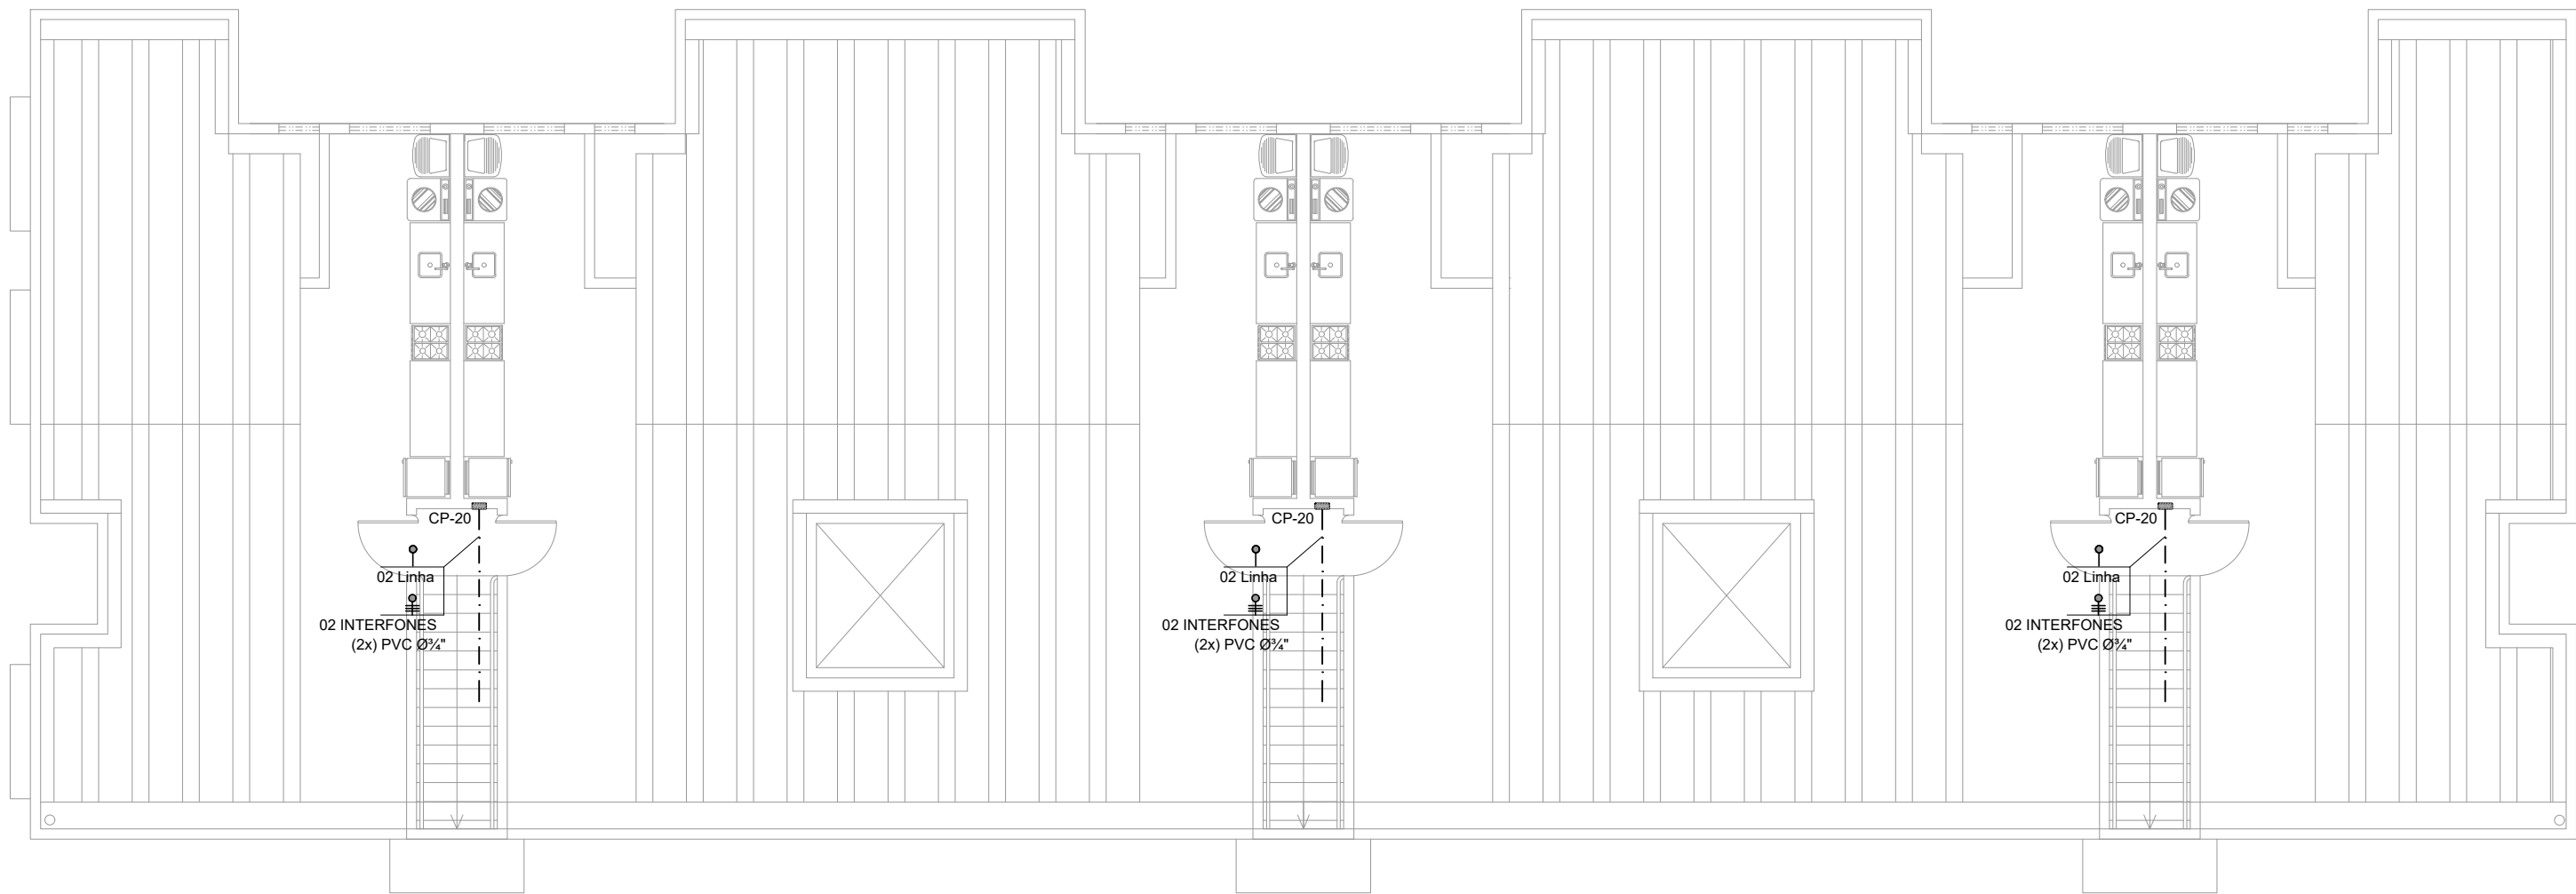 CP-20
02 Linha
02 INTERFONES
(2x) PVC Ø¾"
CP-20
02 Linha
02 INTERFONES
(2x) PVC Ø¾"
CP-20
02 Linha
02 INTERFONES
(2x) PVC Ø¾"